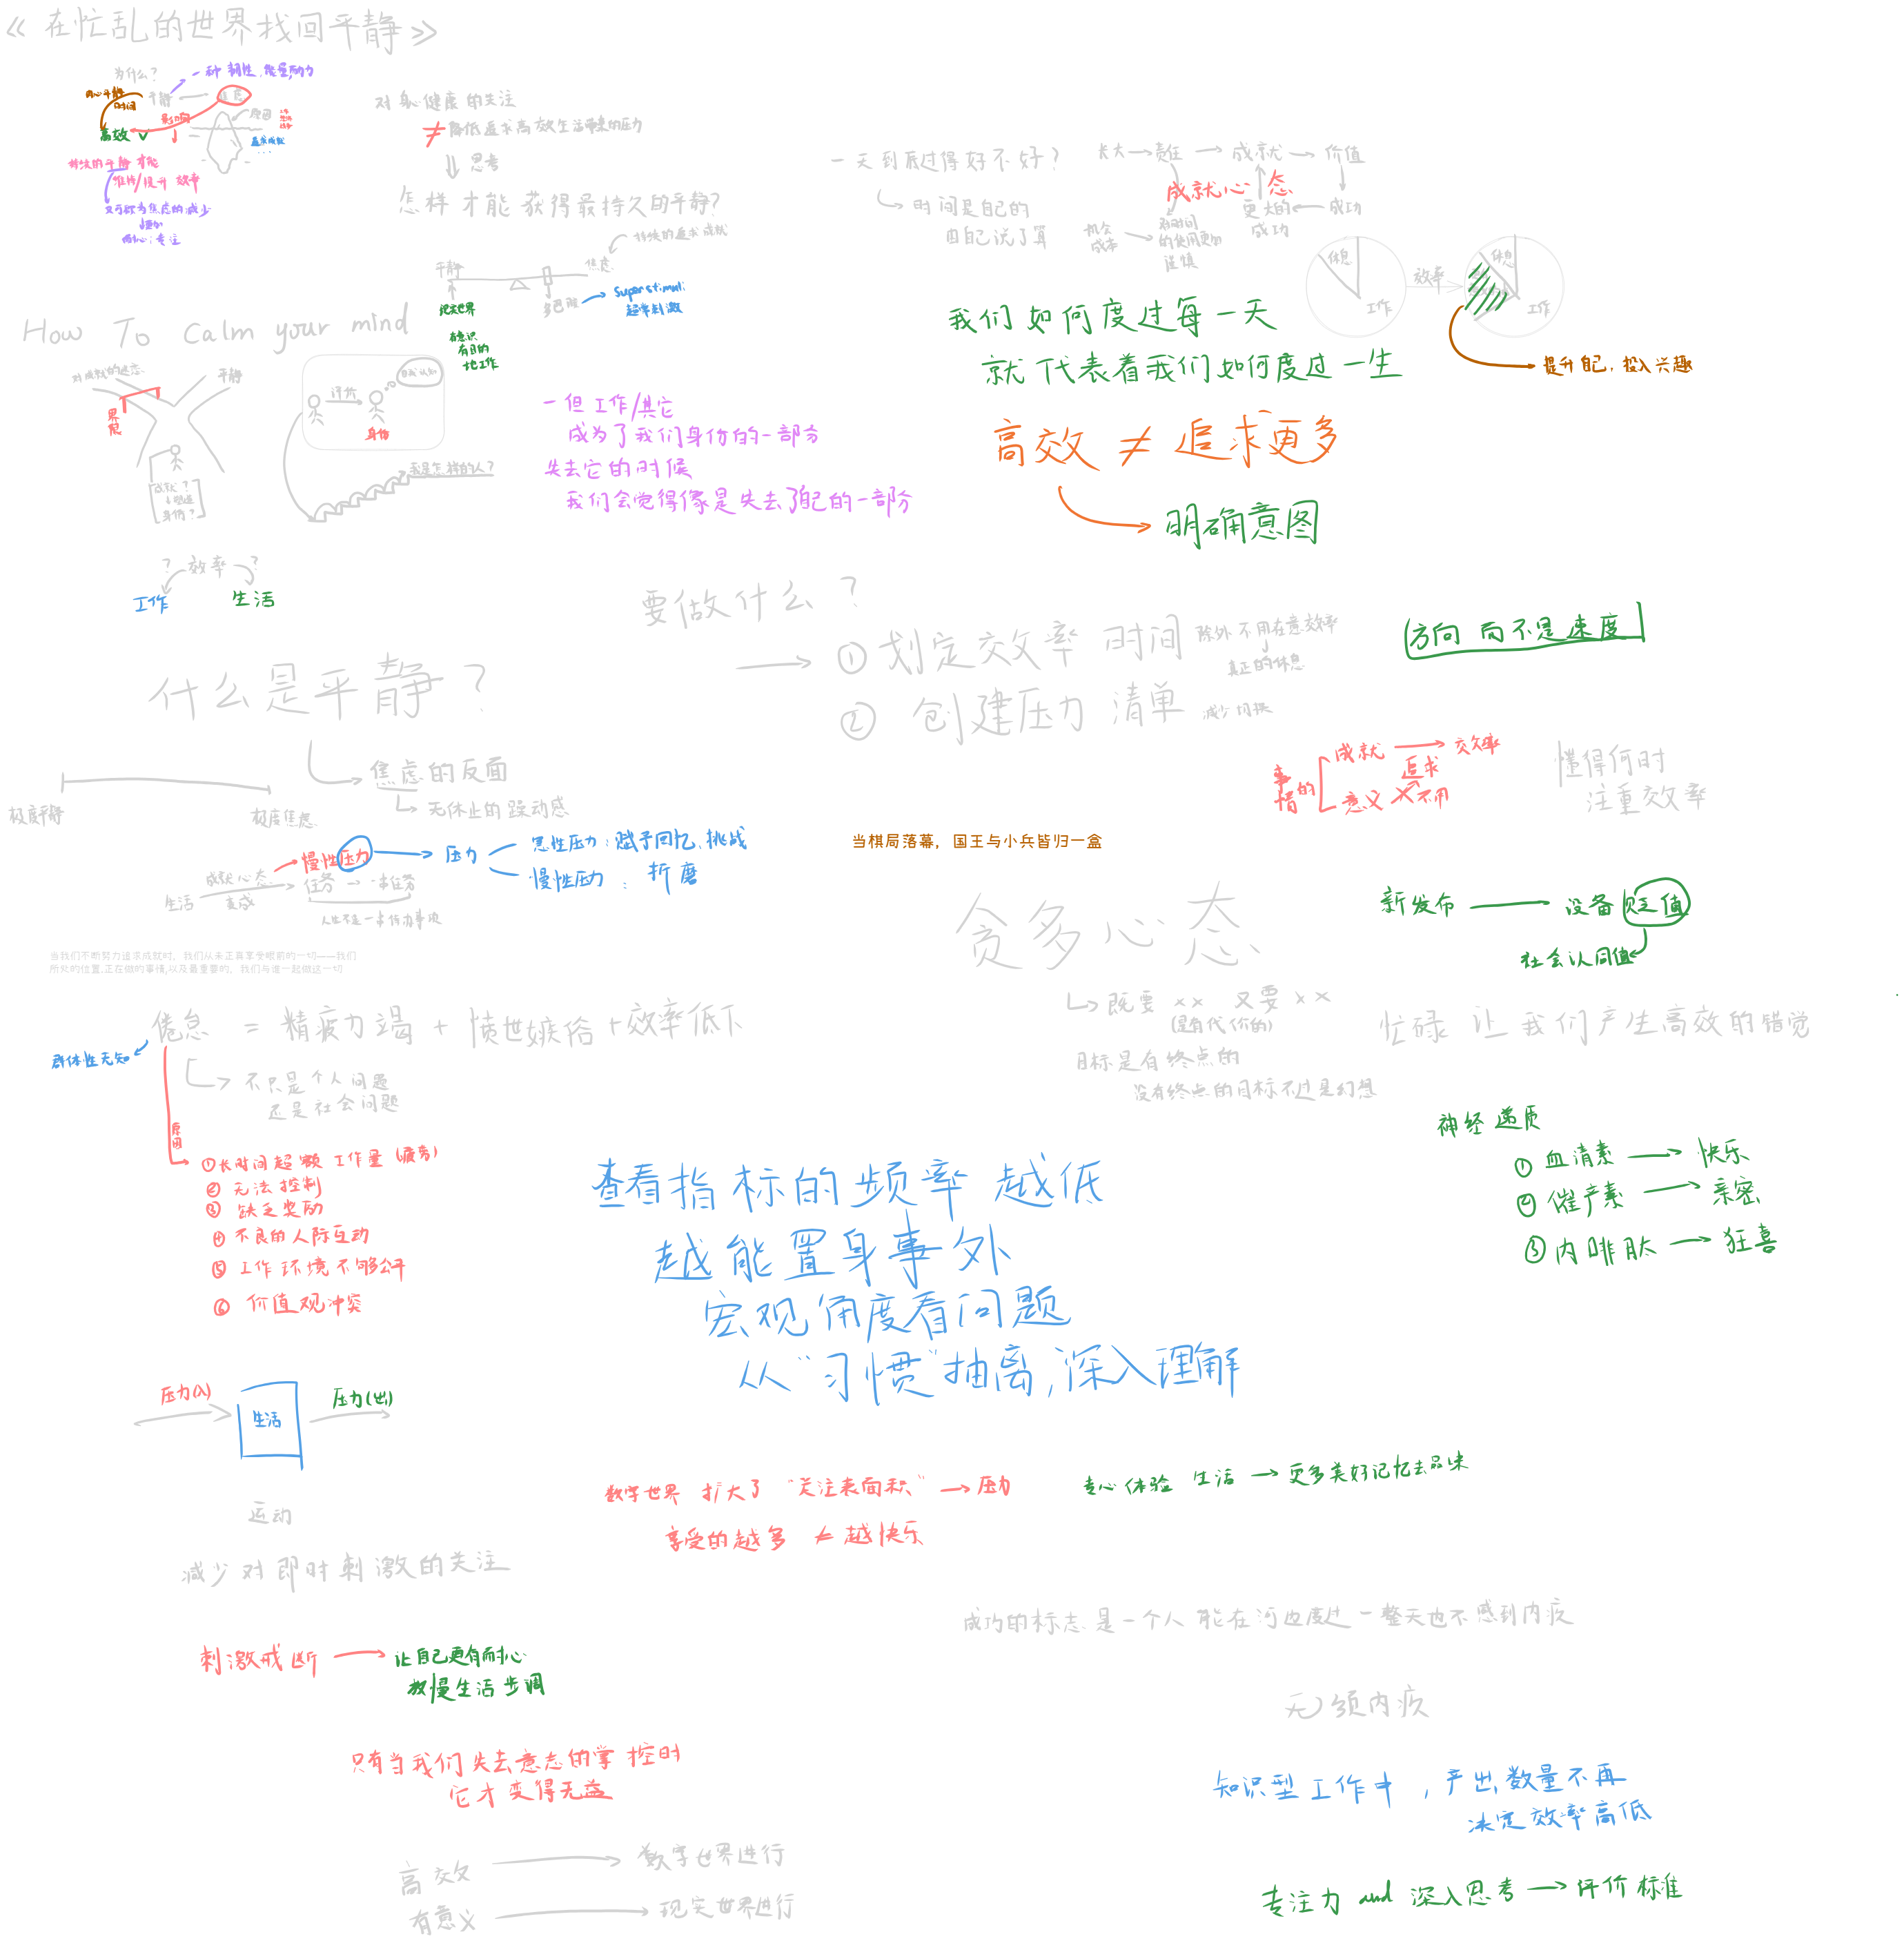 《在忙乱的世界找回平静》
为什么?
一种韧性,能量,动力
内心平静
时间
平静
焦虑
影响
原因
高效
追求成就
...
持续的平静才能
维持/提升 效率
又可称为焦虑的减少
内心:专注
对身心健康的关注
≠ 降低追求高效生活带来的压力
思考
怎样才能获得最持久的平静?
持续的追求成就
平静
焦虑
多巴胺
Superstimuli
超常刺激
现实世界
有意识
有目的
地工作
一天到底过得好不好?
时间是自己的
由自己说了算
长大→责任→成就→价值
成就心态
更大的成功
成功
机会成本
对时间的使用更加谨慎
休息
工作
效率
休息
工作
提升自己,投入兴趣
我们如何度过每一天
就代表着我们如何度过一生
高效 ≠ 追求更多
明确意图
How To Calm your mind
对成就的迷恋
平静
界限
成就?
身份?
评价
自我认知
身份
我是怎样的人?
一但工作/其它
成为了我们身份的一部分
失去它的时候
我们会觉得像是失去了自己的一部分
? 效率 ?
工作
生活
要做什么?
① 划定效率时间 除外不用在意效率
真正的休息
② 创建压力清单 减少切换
方向而不是速度
什么是平静?
焦虑的反面
无休止的躁动感
极度平静
极度焦虑
事情的
成就 → 效率
追求
意义 不用
懂得何时
注重效率
慢性压力
压力
急性压力:赋予回忆、挑战
慢性压力:折磨
生活
成就心态
变成
任务 → 一串任务
人生不是一串待办事项
当棋局落幕,国王与小兵皆归一盒
贪多心态
既要×× 又要××
(是有代价的)
目标是有终点的
没有终点的目标不过是幻想
新发布 → 设备贬值
社会认同值
当我们不断努力追求成就时,我们从未正真享受眼前的一切——我们
所处的位置,正在做的事情,以及最重要的,我们与谁一起做这一切
倦怠 = 精疲力竭 + 愤世嫉俗 + 效率低下
群体性无知
不只是个人问题
还是社会问题
原因
①长时间超额工作量(疲劳)
② 无法控制
③ 缺乏奖励
④ 不良的人际互动
⑤ 工作环境不够公平
⑥ 价值观冲突
忙碌让我们产生高效的错觉
神经递质
① 血清素 → 快乐
② 催产素 → 亲密
③ 内啡肽 → 狂喜
查看指标的频率越低
越能置身事外
宏观角度看问题
从“习惯”抽离,深入理解
压力(入)
生活
压力(出)
运动
减少对即时刺激的关注
数字世界扩大了“关注表面积” → 压力
享受的越多 ≠ 越快乐
专心体验生活 → 更多美好记忆去品味
刺激戒断 → 让自己更有耐心
放慢生活步调
成功的标志是一个人能在河边度过一整天也不感到内疚
无须内疚
只有当我们失去意志的掌控时
它才变得无益
知识型工作中,产出数量不再
决定效率高低
高效 → 数字世界进行
有意义 → 现实世界进行
专注力 and 深入思考 → 评价标准